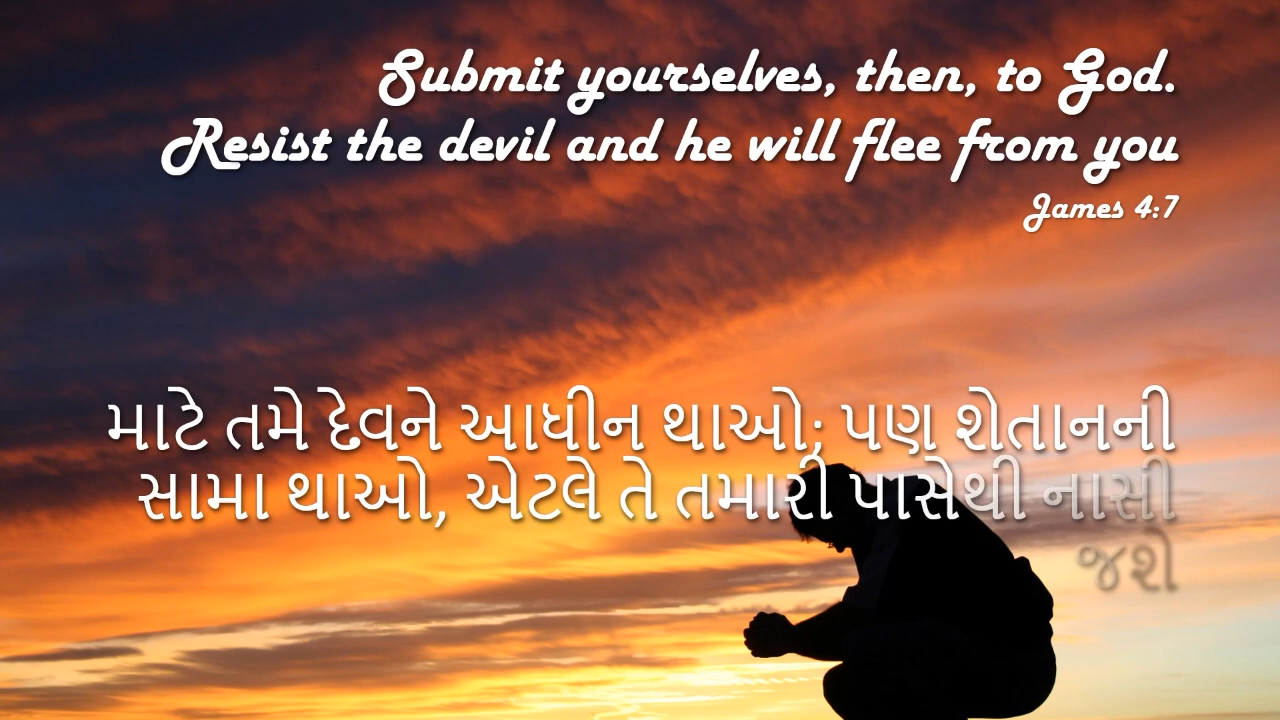 Submit yourselves, then, to God.
Resist the devil and he will flee from you
James 4:7
માટે તમે દેવને આધીન થાઓ; પણ શેતાનની
સામા થાઓ, એટલે તે તમારી પાસેથી નાસી
જશે